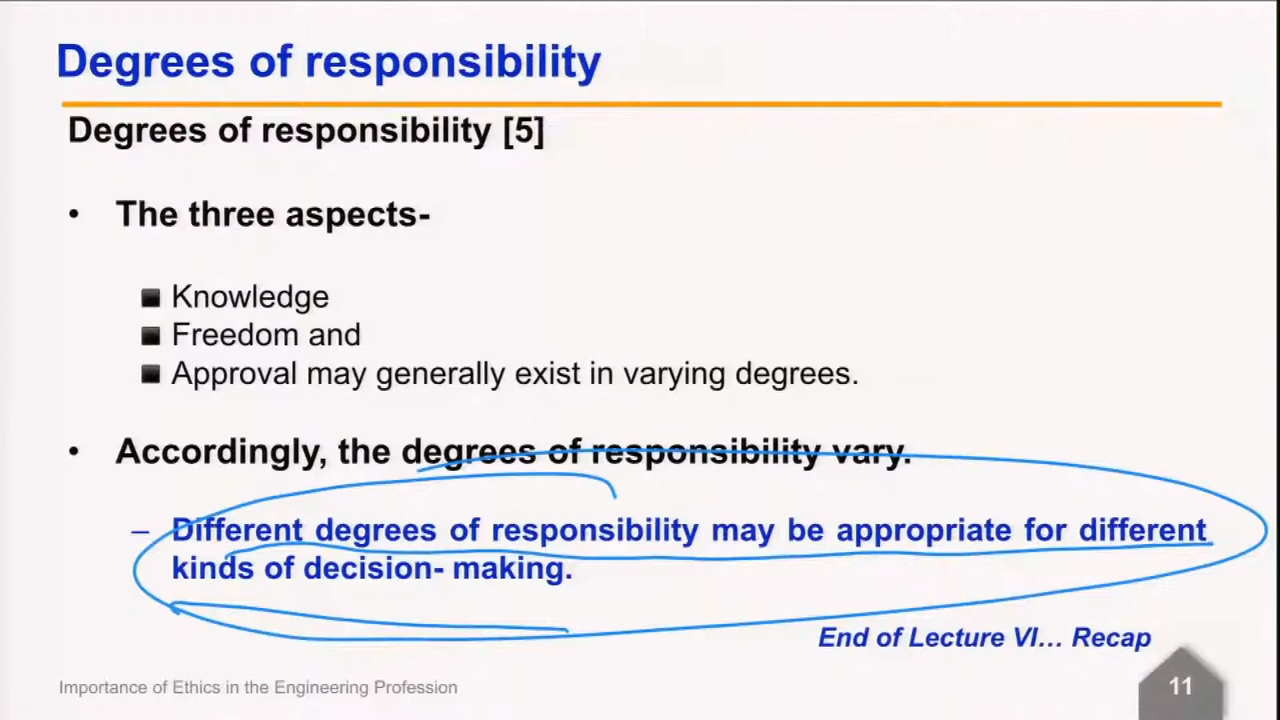 Degrees of responsibility
Degrees of responsibility [5]
• The three aspects-
■ Knowledge
■ Freedom and
■ Approval may generally exist in varying degrees.
• Accordingly, the degrees of responsibility vary.
– Different degrees of responsibility may be appropriate for different
kinds of decision- making.
End of Lecture VI… Recap
Importance of Ethics in the Engineering Profession
11